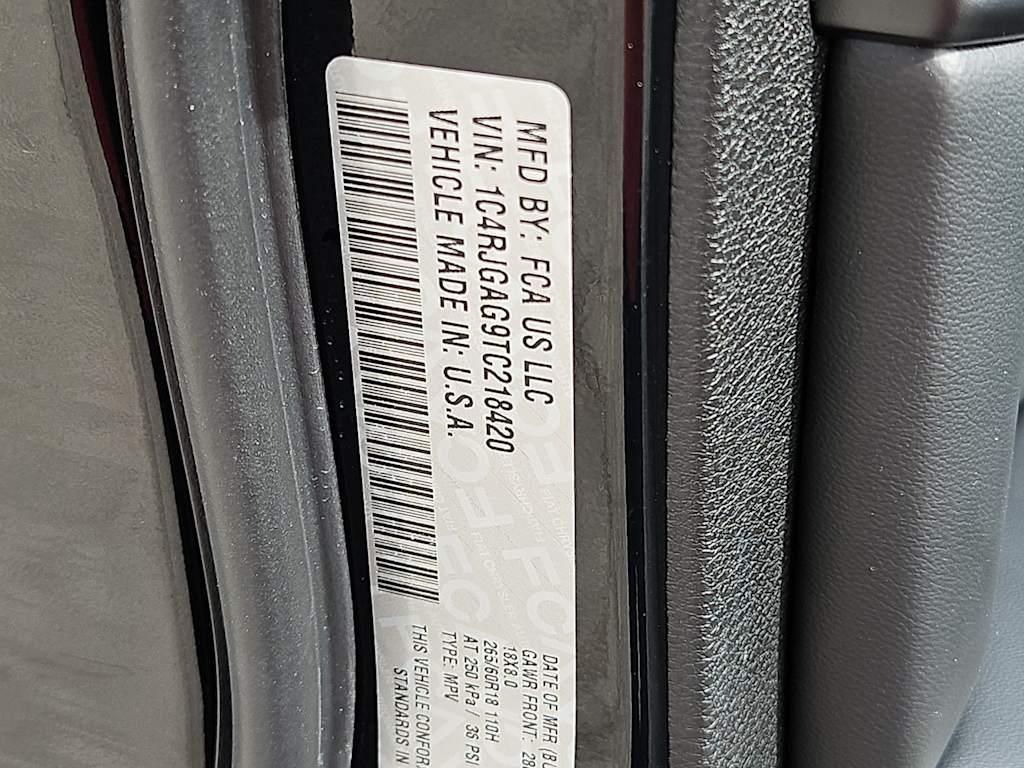 MFD BY: FCA US LLC
VIN: 1C4RJGAG9TC218420
VEHICLE MADE IN: U.S.A.
DATE OF MFR
GAWR FRONT:
18X8.0
265/60R18 110H
AT 250 kPa / 36 PSI
TYPE: MPV
THIS VEHICLE
STANDARDS IN